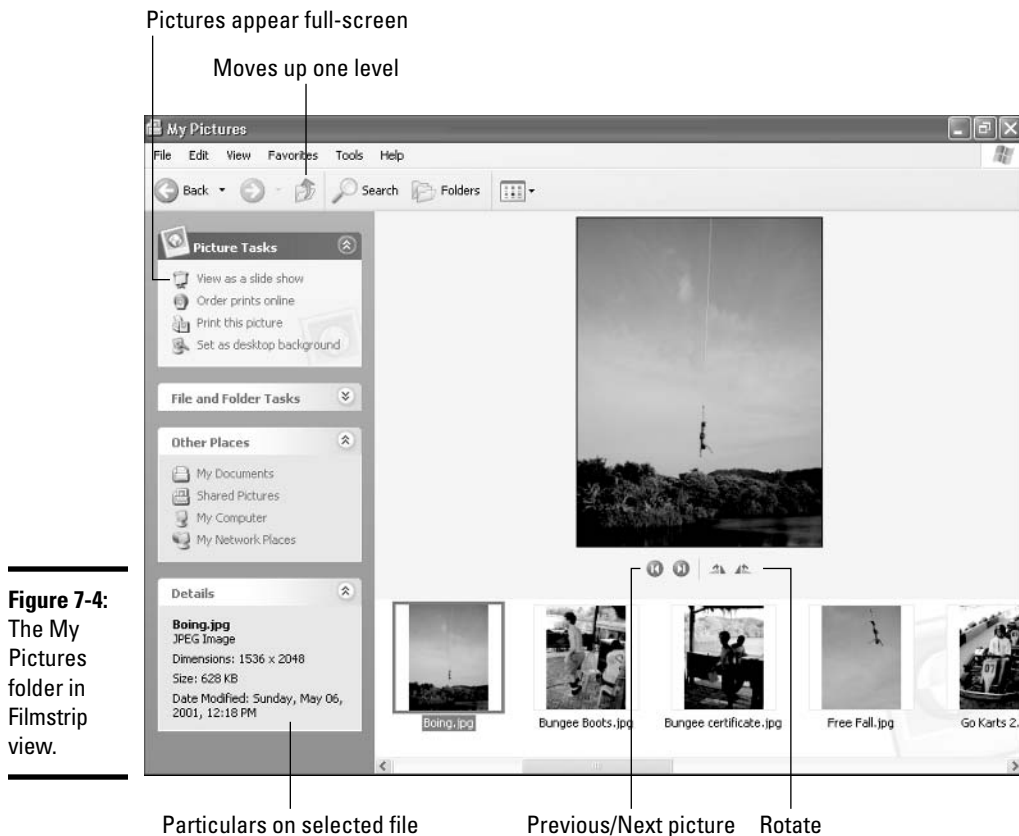 Pictures appear full-screen
Moves up one level
My Pictures
File Edit View Favorites Tools Help
Back Search Folders
Picture Tasks
View as a slide show
Order prints online
Print this picture
Set as desktop background
File and Folder Tasks
Other Places
My Documents
Shared Pictures
My Computer
My Network Places
Details
Boing.jpg
JPEG Image
Dimensions: 1536 x 2048
Size: 628 KB
Date Modified: Sunday, May 06,
2001, 12:18 PM
Boing.jpg Bungee Boots.jpg Bungee certificate.jpg Free Fall.jpg Go Karts 2.
07
Figure 7-4:
The My
Pictures
folder in
Filmstrip
view.
Particulars on selected file Previous/Next picture Rotate